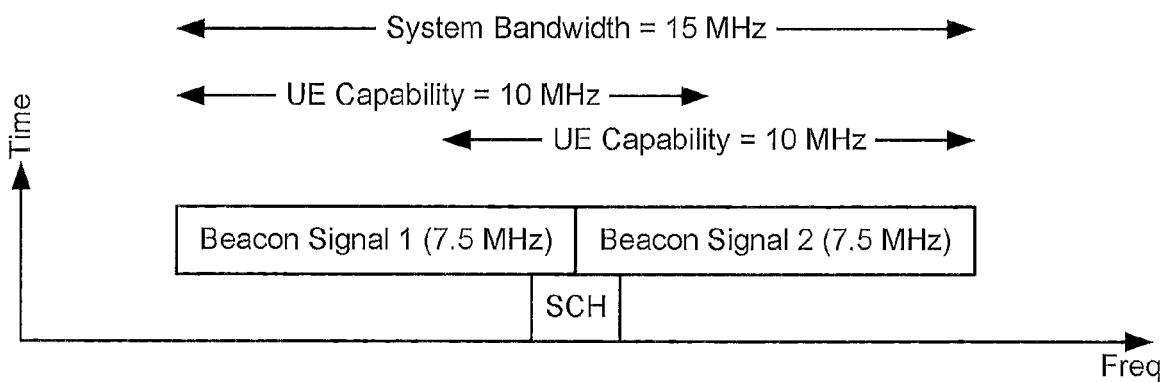 System Bandwidth = 15 MHz
UE Capability = 10 MHz
UE Capability = 10 MHz
Time
Beacon Signal 1 (7.5 MHz)
Beacon Signal 2 (7.5 MHz)
SCH
Freq